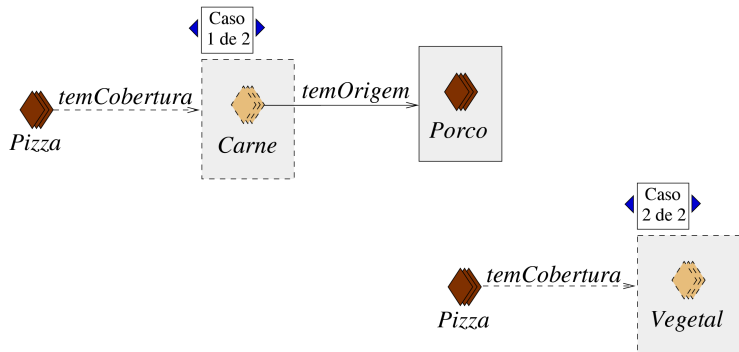 Caso
1 de 2
temCobertura
temOrigem
Pizza
Carne
Porco
Caso
2 de 2
temCobertura
Pizza
Vegetal